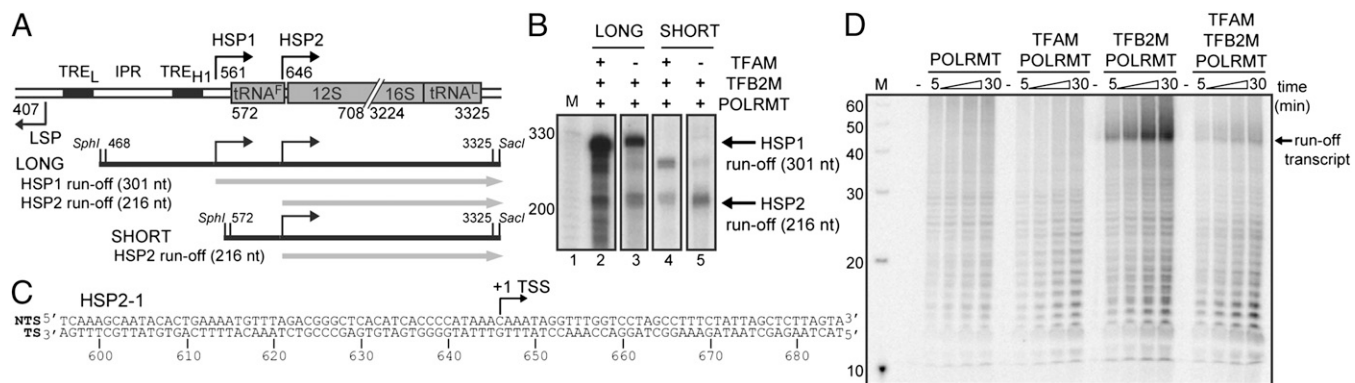 A
HSP1
HSP2
TRE_L
IPR
TRE_H1
561
646
tRNA^F
12S
16S
tRNA^L
407
572
708
3224
3325
LSP
SphI
468
3325
SacI
LONG
HSP1 run-off (301 nt)
HSP2 run-off (216 nt)
SphI
572
3325
SacI
SHORT
HSP2 run-off (216 nt)
B
LONG
SHORT
+ - + - TFAM
+ + + + TFB2M
M + + + + POLRMT
330
HSP1
run-off (301 nt)
200
HSP2
run-off (216 nt)
1 2 3 4 5
C
HSP2-1
+1 TSS
NTS 5' TCAAAGCAATACACTGAAAATGTTTAGACGGGCTCACATCACCCCATAAACAAATAGGTTTGGTCCTAGCCTTTCTATTAGCTCTTAGTA3'
TS 3' AGTTTCGTTATGTGACTTTTACAAATCTGCCCGAGTGTAGTGGGGTATTTGTTTATCCAAACCAGGATCGGAAAGATAATCGAGAATCAT5'
600 610 620 630 640 650 660 670 680
D
TFAM
TFAM TFB2M TFB2M
POLRMT POLRMT POLRMT POLRMT
M - 5 30 - 5 30 - 5 30 - 5 30 time
(min)
60
50
40
run-off
transcript
30
20
10